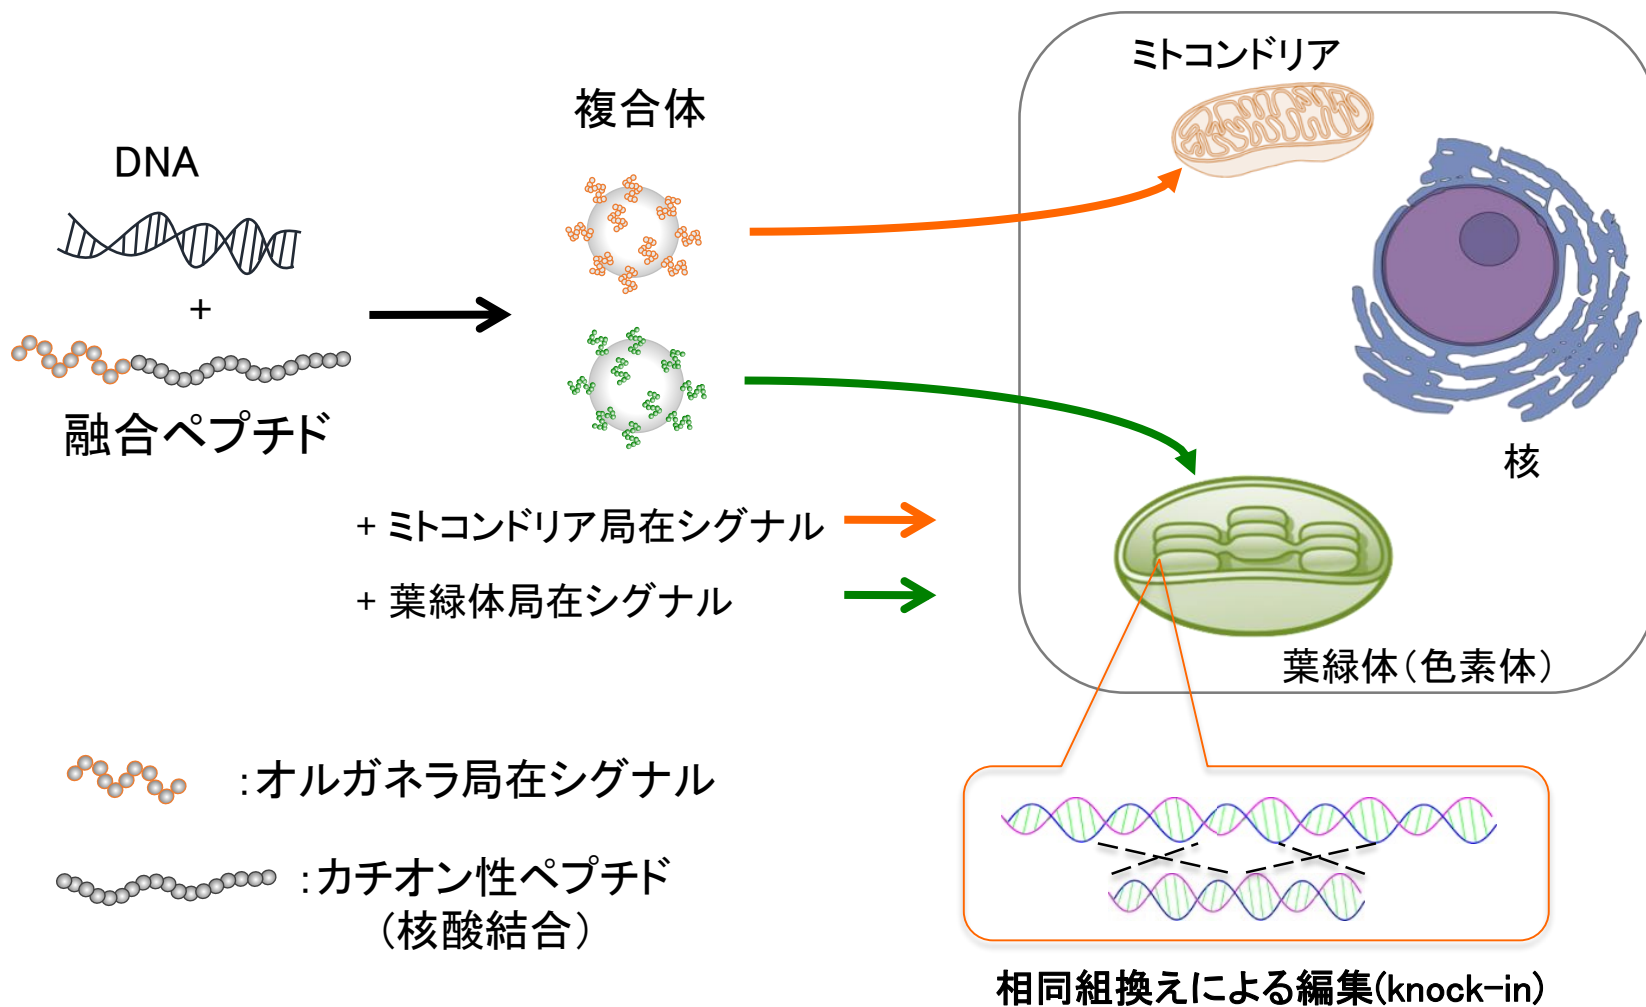 DNA
+
融合ペプチド
複合体
ミトコンドリア
核
葉緑体（色素体）
+ ミトコンドリア局在シグナル
+ 葉緑体局在シグナル
：オルガネラ局在シグナル
：カチオン性ペプチド
（核酸結合）
相同組換えによる編集(knock-in)